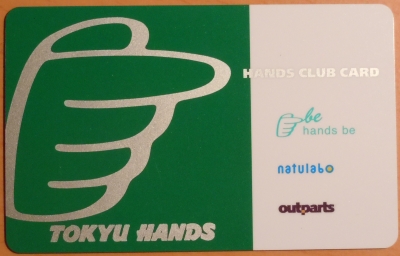 HANDS CLUB CARD
be
hands be
natulabo
outparts
TOKYU HANDS